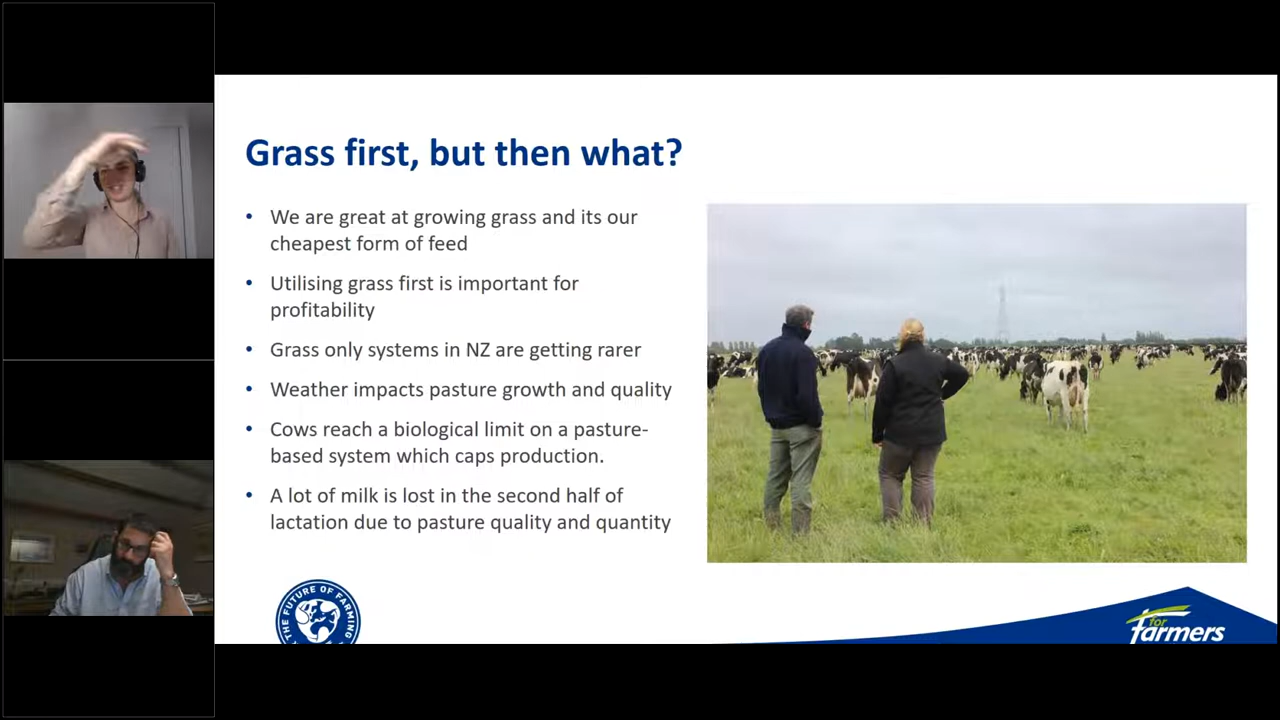 Grass first, but then what?
• We are great at growing grass and its our
cheapest form of feed
• Utilising grass first is important for
profitability
• Grass only systems in NZ are getting rarer
• Weather impacts pasture growth and quality
• Cows reach a biological limit on a pasture-
based system which caps production.
• A lot of milk is lost in the second half of
lactation due to pasture quality and quantity
THE FUTURE OF FARMING
for
farmers